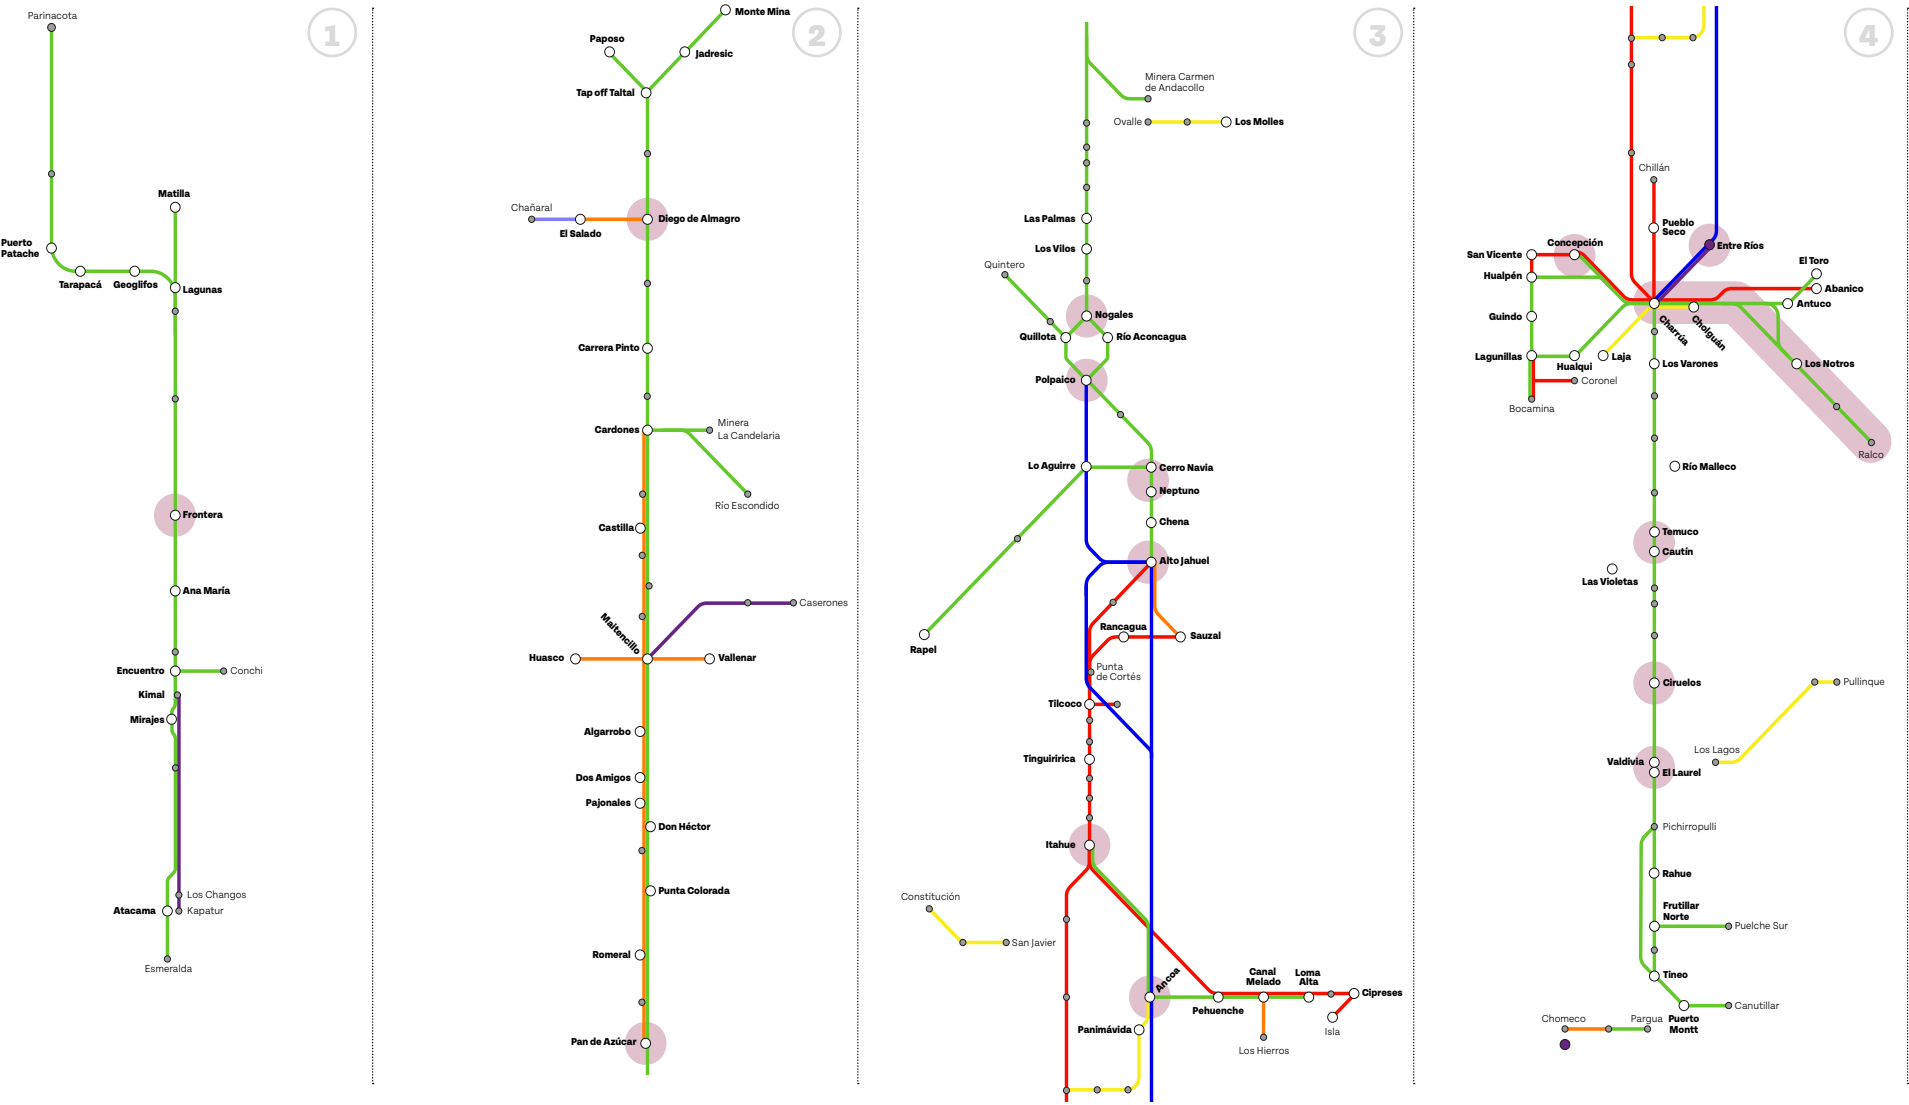 1
Parinacota
Matilla
Puerto
Patache
Tarapacá
Geoglifos
Lagunas
Frontera
Ana María
Encuentro
Conchi
Kimal
Mirajes
Los Changos
Atacama
Kapatur
Esmeralda
2
Monte Mina
Paposo
Jadresic
Tap off Taltal
Chañaral
El Salado
Diego de Almagro
Carrera Pinto
Cardones
Minera
La Candelaria
Río Escondido
Castilla
Caserones
Maitencillo
Huasco
Vallenar
Algarrobo
Dos Amigos
Pajonales
Don Héctor
Punta Colorada
Romeral
Pan de Azúcar
3
Minera Carmen
de Andacollo
Ovalle
Los Molles
Las Palmas
Los Vilos
Quintero
Nogales
Quillota
Río Aconcagua
Polpaico
Lo Aguirre
Cerro Navia
Neptuno
Chena
Alto Jahuel
Rancagua
Sauzal
Rapel
Punta
de Cortés
Tilcoco
Tinguiririca
Itahue
Constitución
San Javier
Ancoa
Canal
Melado
Loma
Alta
Cipreses
Pehuenche
Isla
Panimávida
Los Hierros
4
Chillán
Pueblo
Seco
Concepción
Entre Ríos
San Vicente
Hualpén
El Toro
Abanico
Antuco
Guindo
Charrúa
Cholguán
Lagunillas
Hualqui
Laja
Los Varones
Los Notros
Coronel
Bocamina
Ralco
Río Malleco
Temuco
Cautín
Las Violetas
Ciruelos
Pullinque
Los Lagos
Valdivia
El Laurel
Pichirropulli
Rahue
Frutillar
Norte
Puelche Sur
Tineo
Canutillar
Chomeco
Pargua
Puerto
Montt